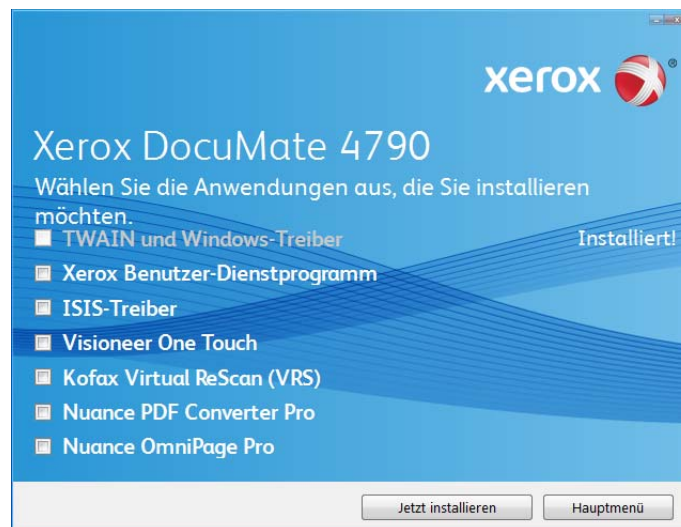 xerox ®
Xerox DocuMate 4790
Wählen Sie die Anwendungen aus, die Sie installieren
möchten.
TWAIN und Windows-Treiber Installiert!
Xerox Benutzer-Dienstprogramm
ISIS-Treiber
Visioneer One Touch
Kofax Virtual ReScan (VRS)
Nuance PDF Converter Pro
Nuance OmniPage Pro
Jetzt installieren Hauptmenü